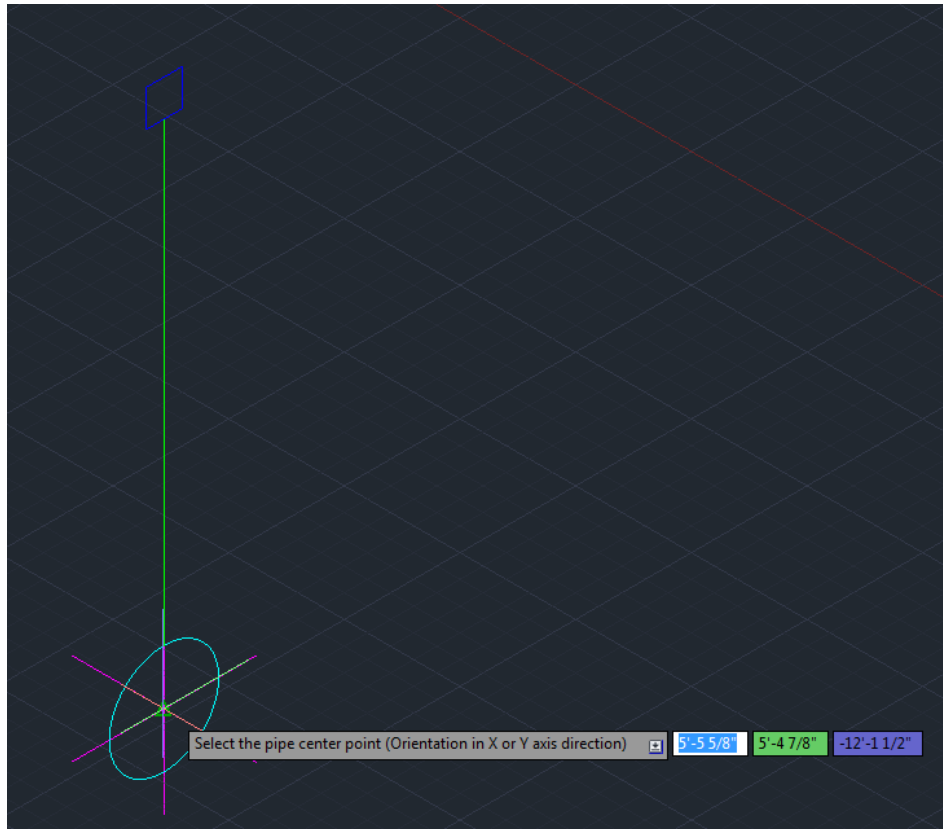 Select the pipe center point (Orientation in X or Y axis direction) 5'-5 5/8" 5'-4 7/8" -12'-1 1/2"